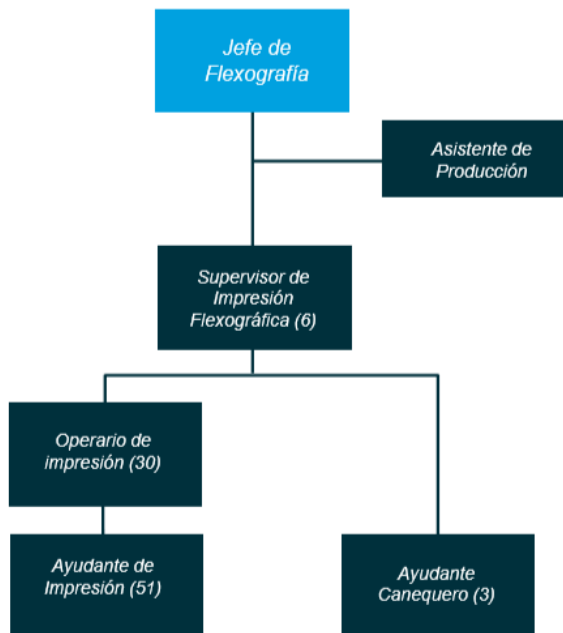 Jefe de
Flexografía
Asistente de
Producción
Supervisor de
Impresión
Flexográfica (6)
Operario de
impresión (30)
Ayudante de
Impresión (51)
Ayudante
Canequero (3)